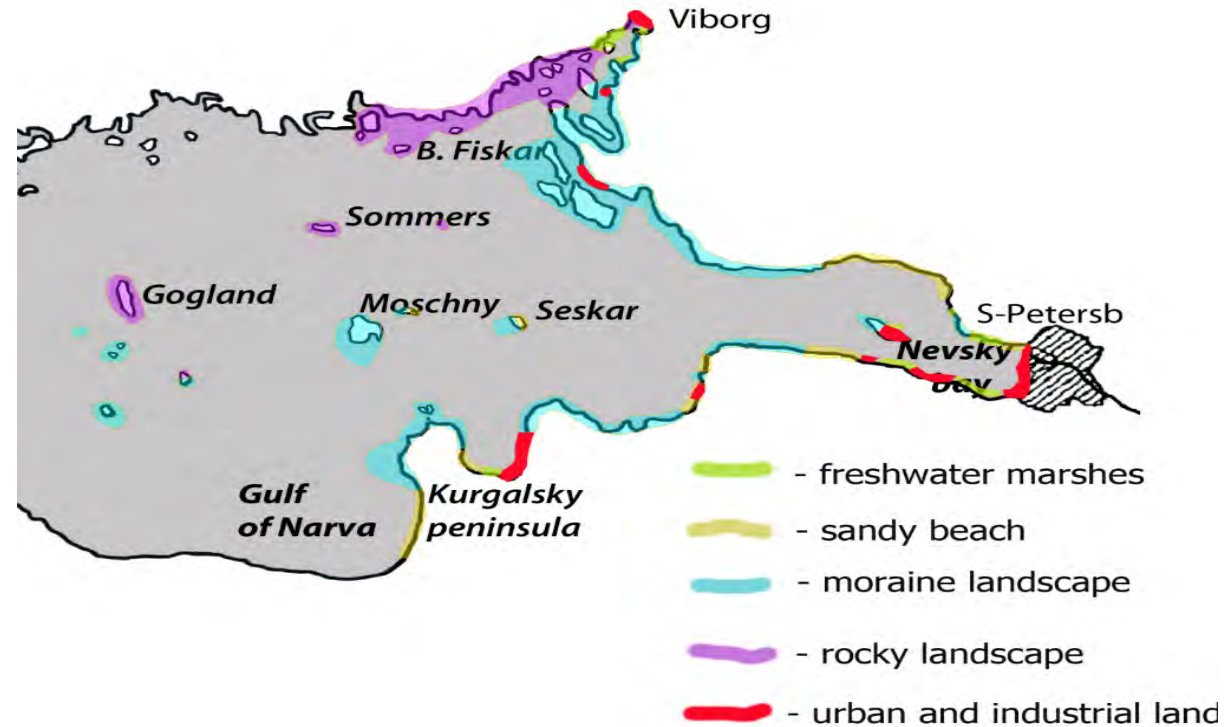 Viborg
B. Fiskar
Sommers
Gogland
Moschny
Seskar
S-Petersb
Nevsky
bay
Gulf
of Narva
Kurgalsky
peninsula
- freshwater marshes
- sandy beach
- moraine landscape
- rocky landscape
- urban and industrial land